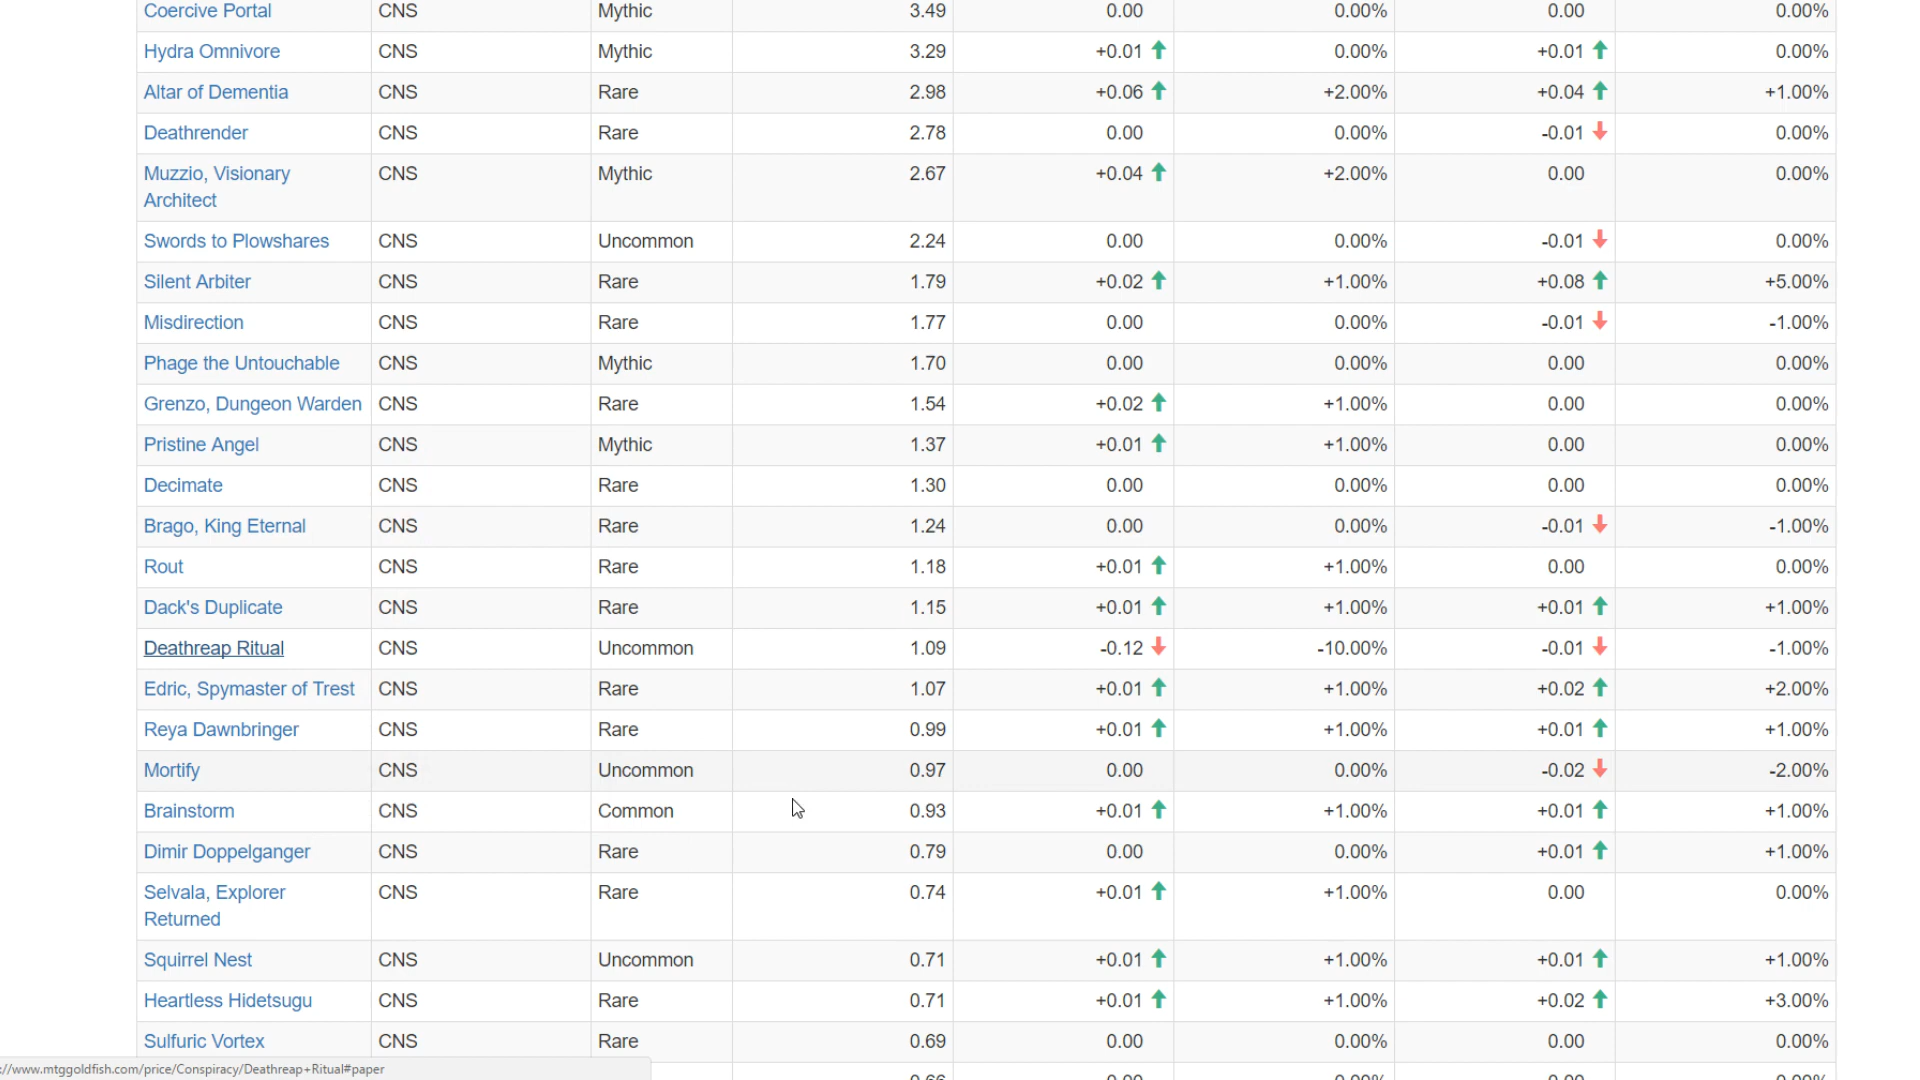 Coercive Portal CNS Mythic 3.49 0.00 0.00% 0.00 0.00%
Hydra Omnivore CNS Mythic 3.29 +0.01 0.00% +0.01 0.00%
Altar of Dementia CNS Rare 2.98 +0.06 +2.00% +0.04 +1.00%
Deathrender CNS Rare 2.78 0.00 0.00% -0.01 0.00%
Muzzio, Visionary CNS Mythic 2.67 +0.04 +2.00% 0.00 0.00%
Architect
Swords to Plowshares CNS Uncommon 2.24 0.00 0.00% -0.01 0.00%
Silent Arbiter CNS Rare 1.79 +0.02 +1.00% +0.08 +5.00%
Misdirection CNS Rare 1.77 0.00 0.00% -0.01 -1.00%
Phage the Untouchable CNS Mythic 1.70 0.00 0.00% 0.00 0.00%
Grenzo, Dungeon Warden CNS Rare 1.54 +0.02 +1.00% 0.00 0.00%
Pristine Angel CNS Mythic 1.37 +0.01 +1.00% 0.00 0.00%
Decimate CNS Rare 1.30 0.00 0.00% 0.00 0.00%
Brago, King Eternal CNS Rare 1.24 0.00 0.00% -0.01 -1.00%
Rout CNS Rare 1.18 +0.01 +1.00% 0.00 0.00%
Dack's Duplicate CNS Rare 1.15 +0.01 +1.00% +0.01 +1.00%
Deathreap Ritual CNS Uncommon 1.09 -0.12 -10.00% -0.01 -1.00%
Edric, Spymaster of Trest CNS Rare 1.07 +0.01 +1.00% +0.02 +2.00%
Reya Dawnbringer CNS Rare 0.99 +0.01 +1.00% +0.01 +1.00%
Mortify CNS Uncommon 0.97 0.00 0.00% -0.02 -2.00%
Brainstorm CNS Common 0.93 +0.01 +1.00% +0.01 +1.00%
Dimir Doppelganger CNS Rare 0.79 0.00 0.00% +0.01 +1.00%
Selvala, Explorer CNS Rare 0.74 +0.01 +1.00% 0.00 0.00%
Returned
Squirrel Nest CNS Uncommon 0.71 +0.01 +1.00% +0.01 +1.00%
Heartless Hidetsugu CNS Rare 0.71 +0.01 +1.00% +0.02 +3.00%
Sulfuric Vortex CNS Rare 0.69 0.00 0.00% 0.00 0.00%
://www.mtggoldfish.com/price/Conspiracy/Deathreap+Ritual#paper